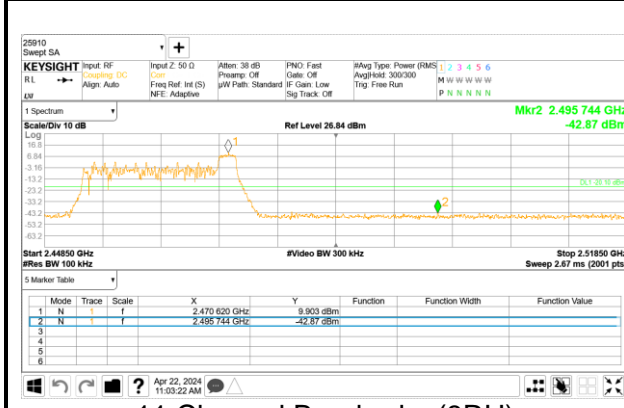 25910
Swept SA
+
KEYSIGHT Input: RF Input Z: 50 Ω Atten: 38 dB PNO: Fast #Avg Type: Power (RMS 1 2 3 4 5 6
RL Coupling: DC Corr Preamp: Off Gate: Off Avg|Hold: 300/300 M W W W W W
Align: Auto Freq Ref: Int (S) µW Path: Standard IF Gain: Low Trig: Free Run
NFE: Adaptive Sig Track: Off P N N N N N
1 Spectrum Mkr2 2.495 744 GHz
Scale/Div 10 dB Ref Level 26.84 dBm -42.87 dBm
Log
16.8
6.84
-3.16
-13.2
-23.2
-33.2
-43.2
-53.2
-63.2
1
2
Start 2.44850 GHz #Video BW 300 kHz Stop 2.51850 GHz
#Res BW 100 kHz Sweep 2.67 ms (2001 pts
5 Marker Table
Mode Trace Scale X Y Function Function Width Function Value
1 N 1 f 2.470 620 GHz 9.903 dBm
2 N 1 f 2.495 744 GHz -42.87 dBm
3
4
5
6
? Apr 22, 2024
11:03:22 AM